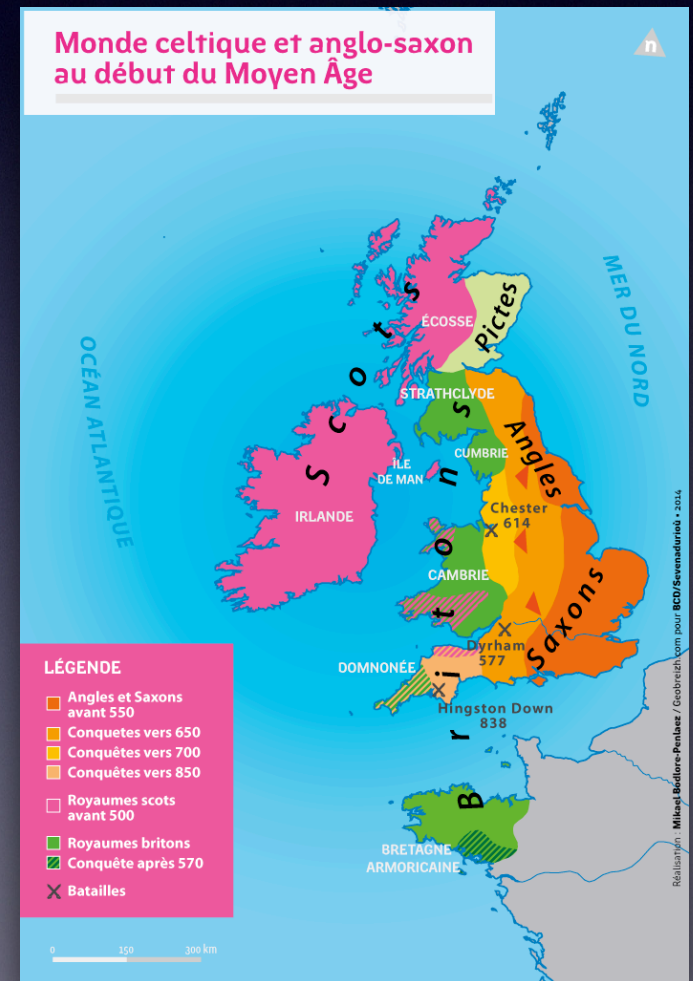 Monde celtique et anglo-saxon
au début du Moyen Âge
n
OCÉAN ATLANTIQUE
MER DU NORD
Scots
Pictes
ÉCOSSE
STRATHCLYDE
Angles
CUMBRIE
ÎLE
DE MAN
IRLANDE
Chester
614
CAMBRIE
Saxons
Dyrham
577
DOMNONÉE
Hingston Down
838
Britons
BRETAGNE
ARMORICAINE
LÉGENDE
Angles et Saxons
avant 550
Conquetes vers 650
Conquêtes vers 700
Conquêtes vers 850
Royaumes scots
avant 500
Royaumes britons
Conquête après 570
Batailles
0 150 300 km
Réalisation : Mikael Bodlore-Penlaez / Geobreizh.com pour BCD/Sevenadurioù • 2014